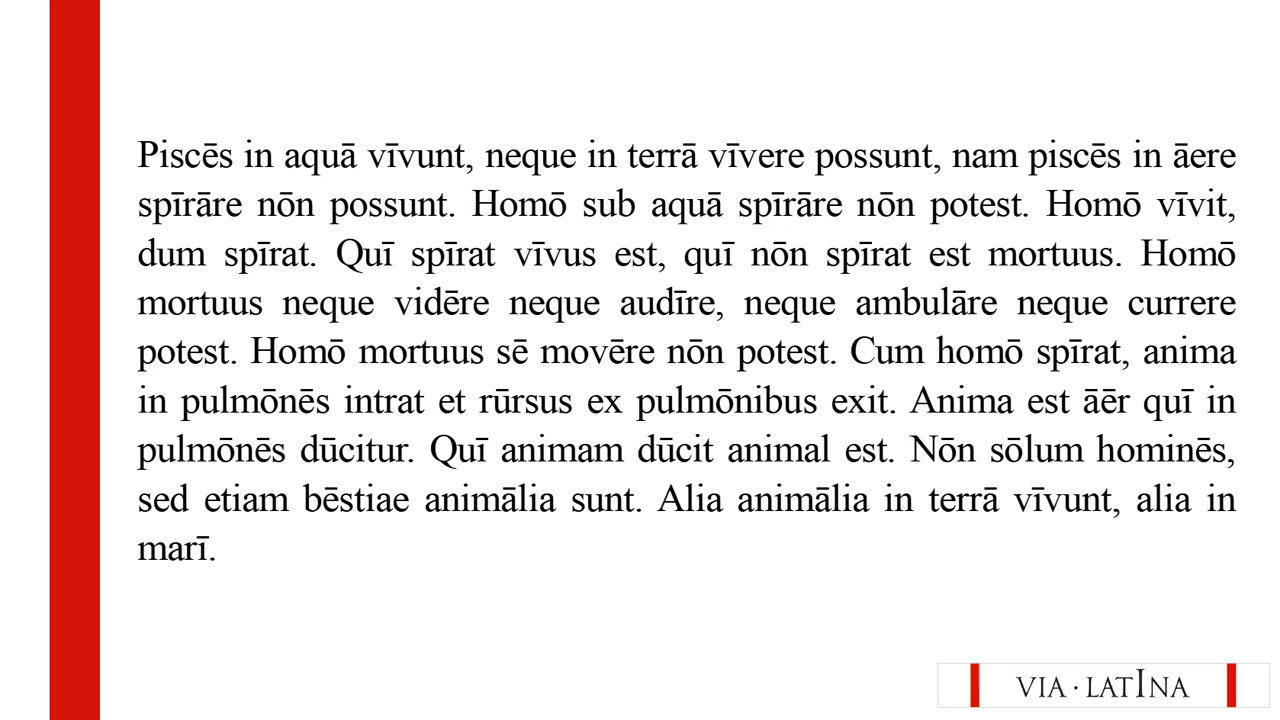 Piscēs in aquā vīvunt, neque in terrā vīvere possunt, nam piscēs in āere
spīrāre nōn possunt. Homō sub aquā spīrāre nōn potest. Homō vīvit,
dum spīrat. Quī spīrat vīvus est, quī nōn spīrat est mortuus. Homō
mortuus neque vidēre neque audīre, neque ambulāre neque currere
potest. Homō mortuus sē movēre nōn potest. Cum homō spīrat, anima
in pulmōnēs intrat et rūrsus ex pulmōnibus exit. Anima est āēr quī in
pulmōnēs dūcitur. Quī animam dūcit animal est. Nōn sōlum hominēs,
sed etiam bēstiae animālia sunt. Alia animālia in terrā vīvunt, alia in
marī.
VIA · LATINA